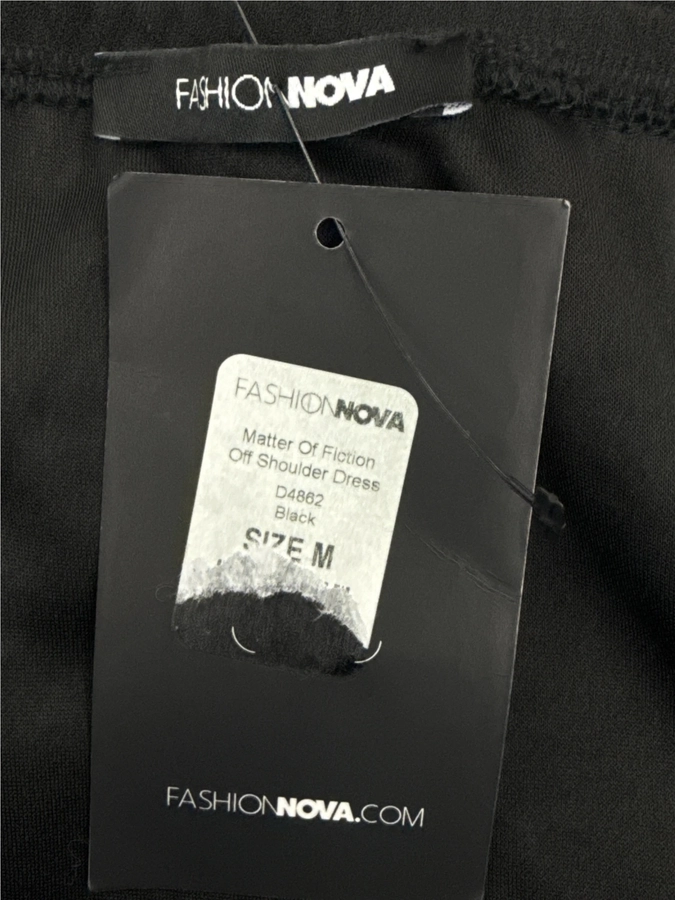 FASHIONNOVA
FASHIONNOVA
Matter Of Fiction
Off Shoulder Dress
D4862
Black
SIZE M
FASHIONNOVA.COM